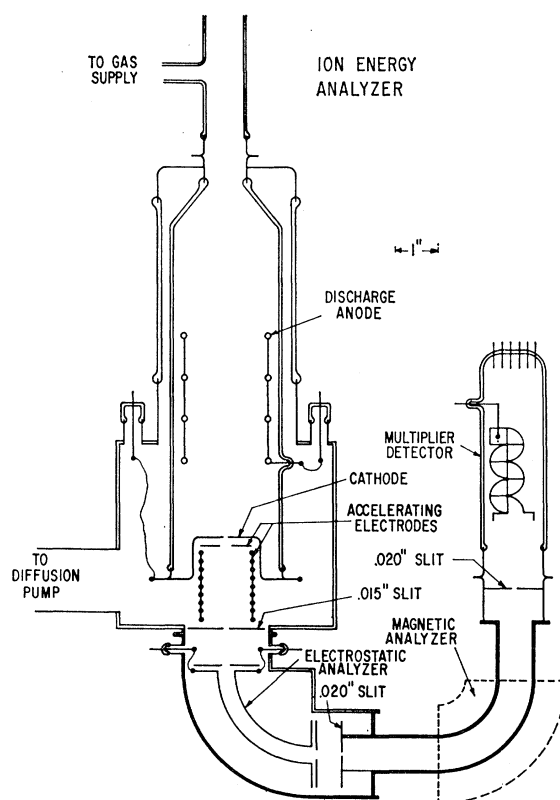 TO GAS
SUPPLY
ION ENERGY
ANALYZER
1"
DISCHARGE
ANODE
MULTIPLIER
DETECTOR
CATHODE
ACCELERATING
ELECTRODES
TO
DIFFUSION
PUMP
.020" SLIT
.015" SLIT
MAGNETIC
ANALYZER
ELECTROSTATIC
ANALYZER
.020" SLIT